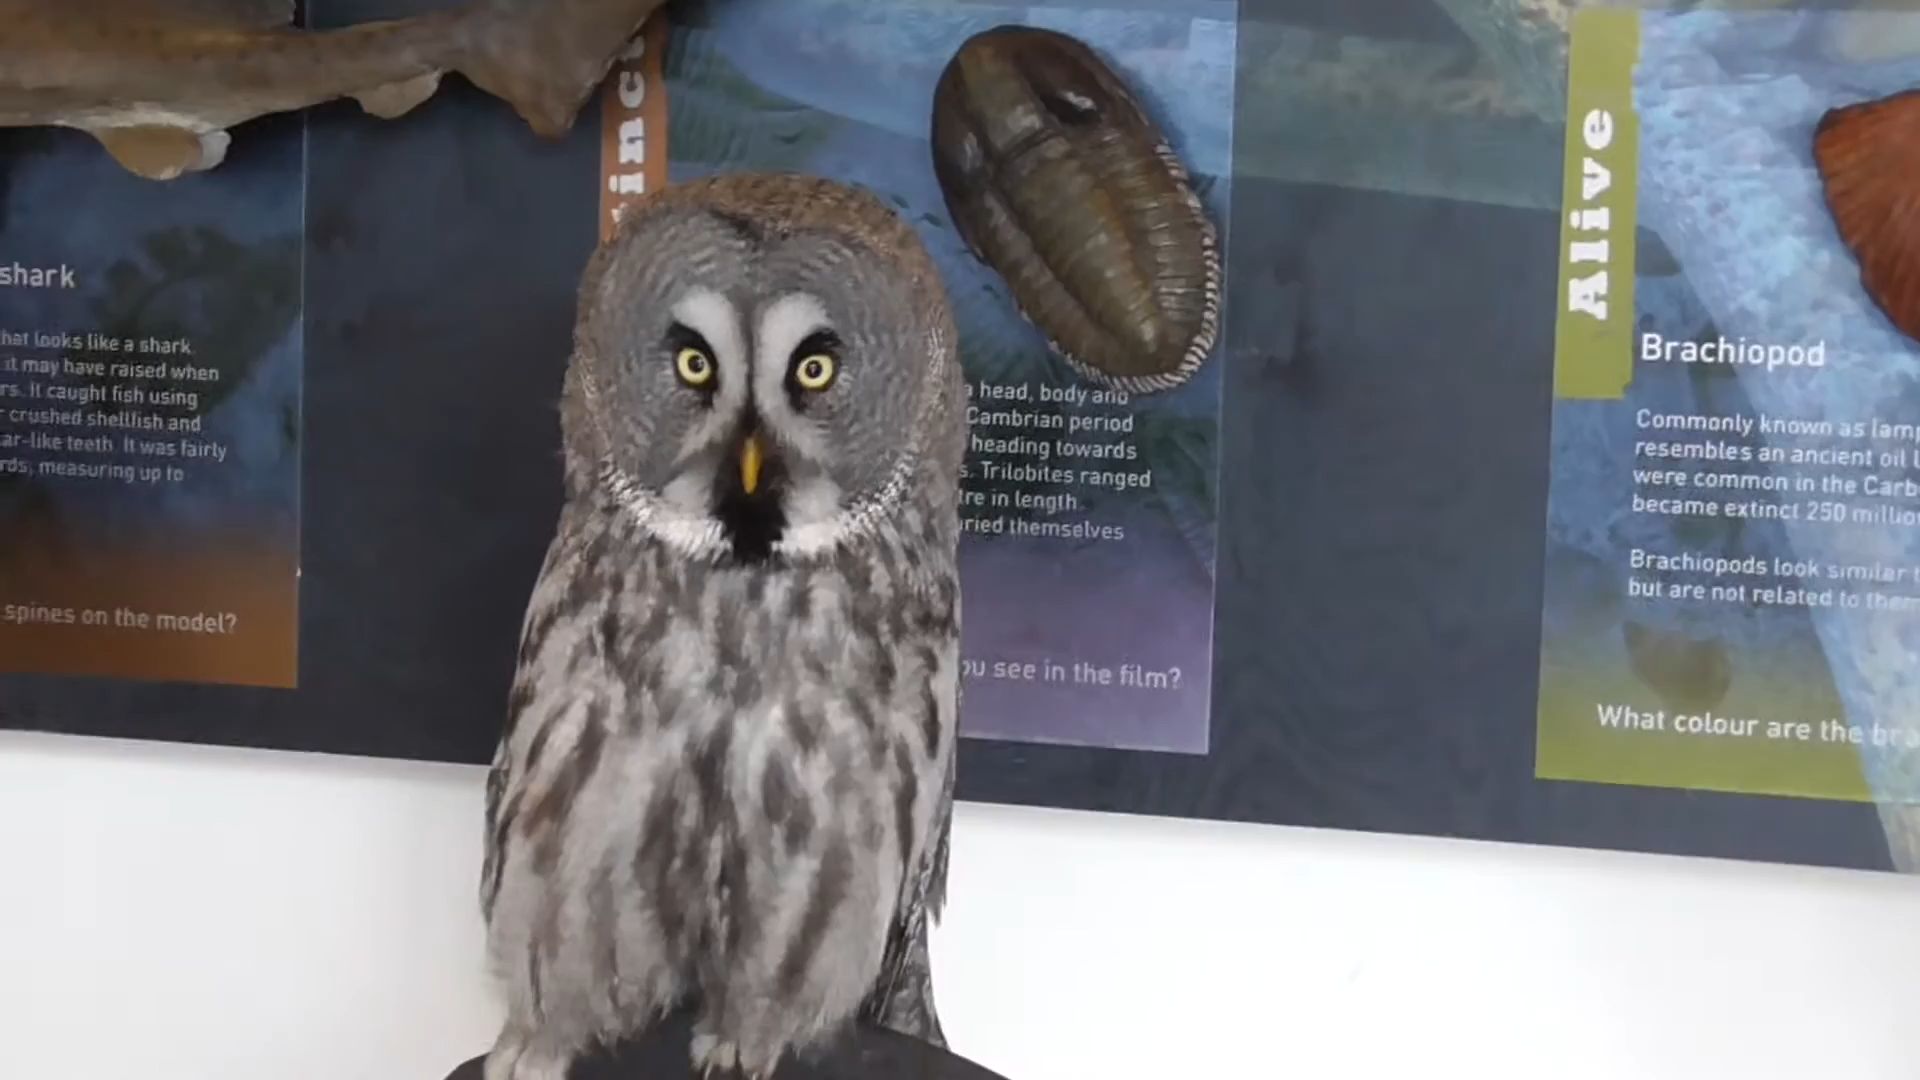 shark
hat looks like a shark.
it may have raised when
rs. It caught fish using
crushed shellfish and
ar-like teeth. It was fairly
rds, measuring up to
spines on the model?
tinc
a head, body and
Cambrian period
heading towards
s. Trilobites ranged
tre in length.
uried themselves
ou see in the film?
Alive
Brachiopod
Commonly known as lamp
resembles an ancient oil l
were common in the Carb
became extinct 250 millio
Brachiopods look similar t
but are not related to them
What colour are the bra